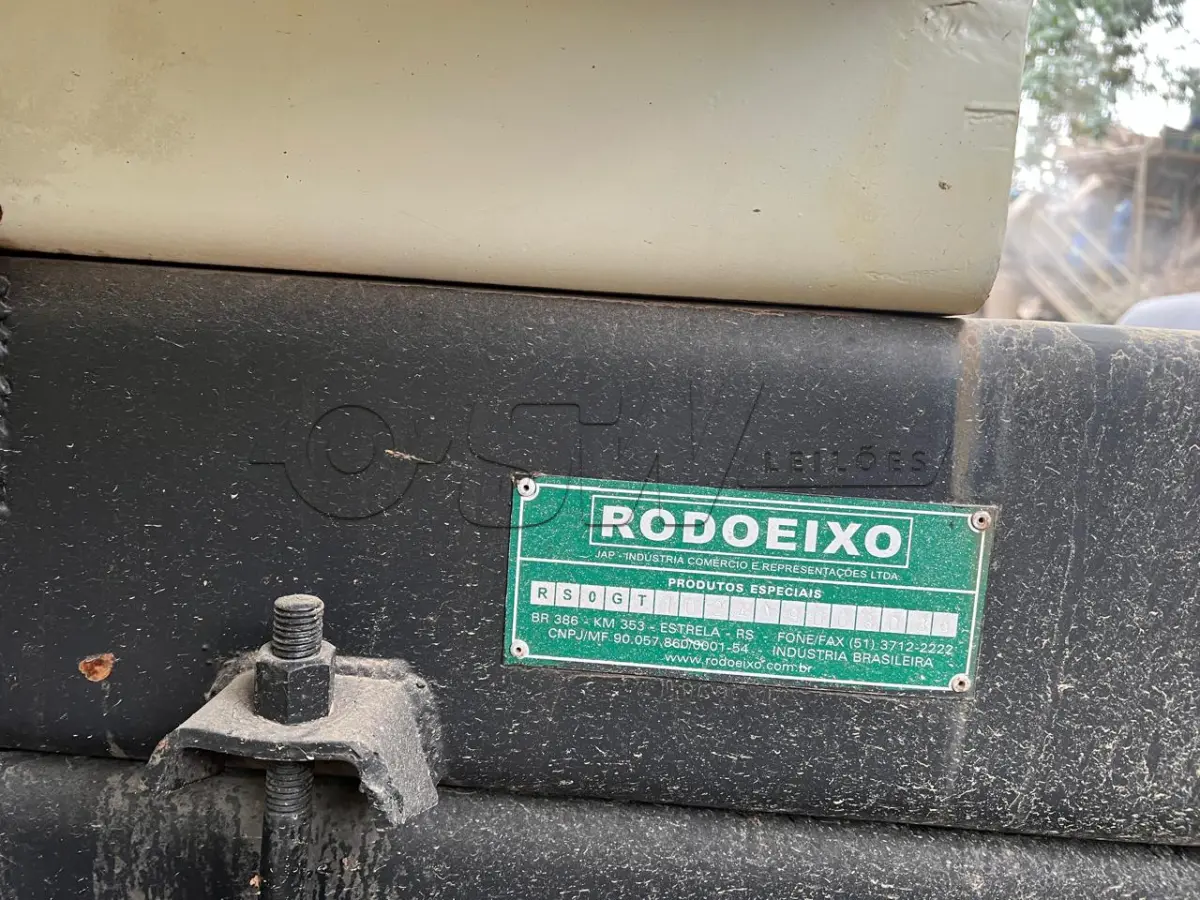 SW LEILÕES
RODOEIXO
JAP - INDÚSTRIA COMÉRCIO E REPRESENTAÇÕES LTDA
PRODUTOS ESPECIAIS
RS0GT
BR 386 - KM 353 - ESTRELA - RS - FONE/FAX (51) 3712-2222
CNPJ/MF 90.057.860/0001-54 - INDÚSTRIA BRASILEIRA
www.rodoeixo.com.br